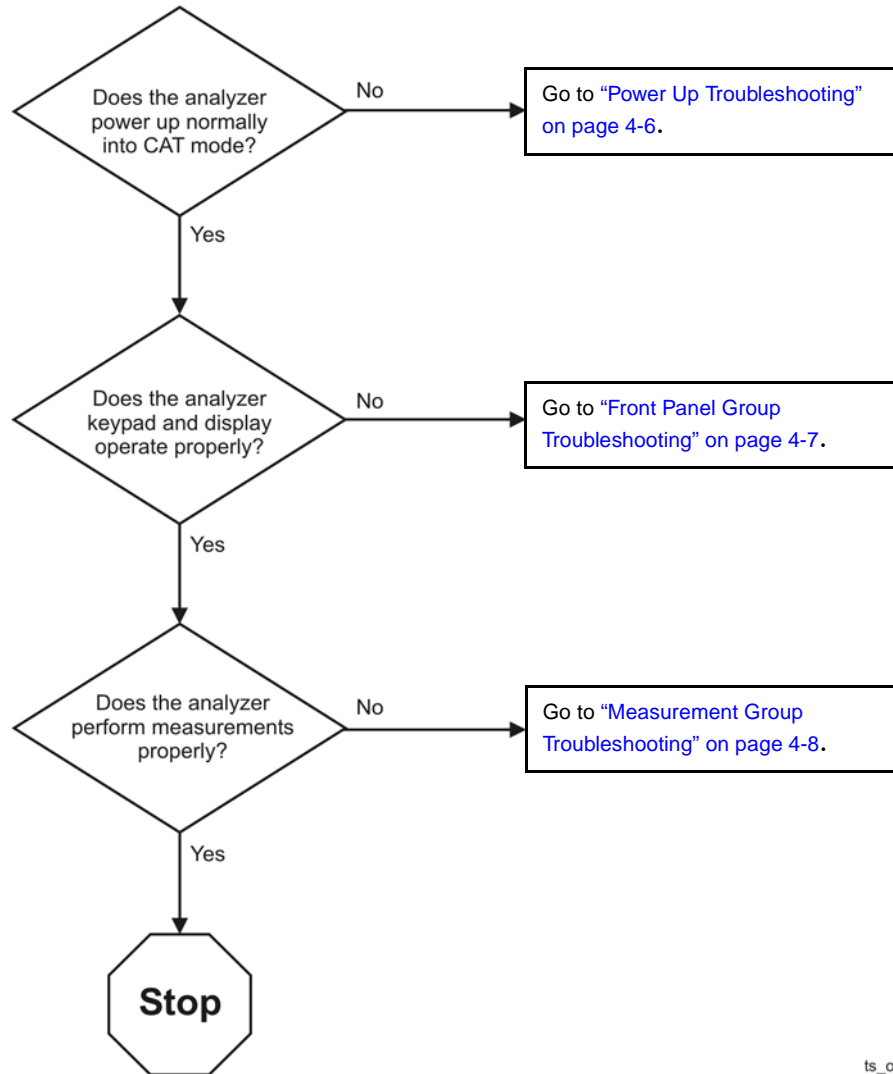 Does the analyzer
power up normally
into CAT mode?
No
Go to “Power Up Troubleshooting”
on page 4-6.
Yes
Does the analyzer
keypad and display
operate properly?
No
Go to “Front Panel Group
Troubleshooting” on page 4-7.
Yes
Does the analyzer
perform measurements
properly?
No
Go to “Measurement Group
Troubleshooting” on page 4-8.
Yes
Stop